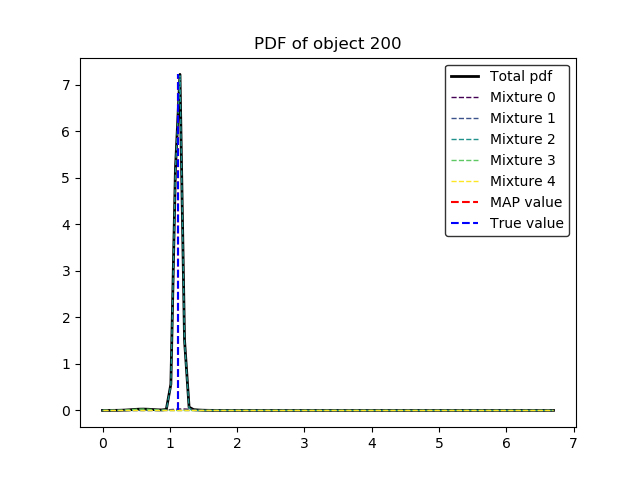 PDF of object 200
Total pdf
Mixture 0
Mixture 1
Mixture 2
Mixture 3
Mixture 4
MAP value
True value
7
6
5
4
3
2
1
0
0 1 2 3 4 5 6 7